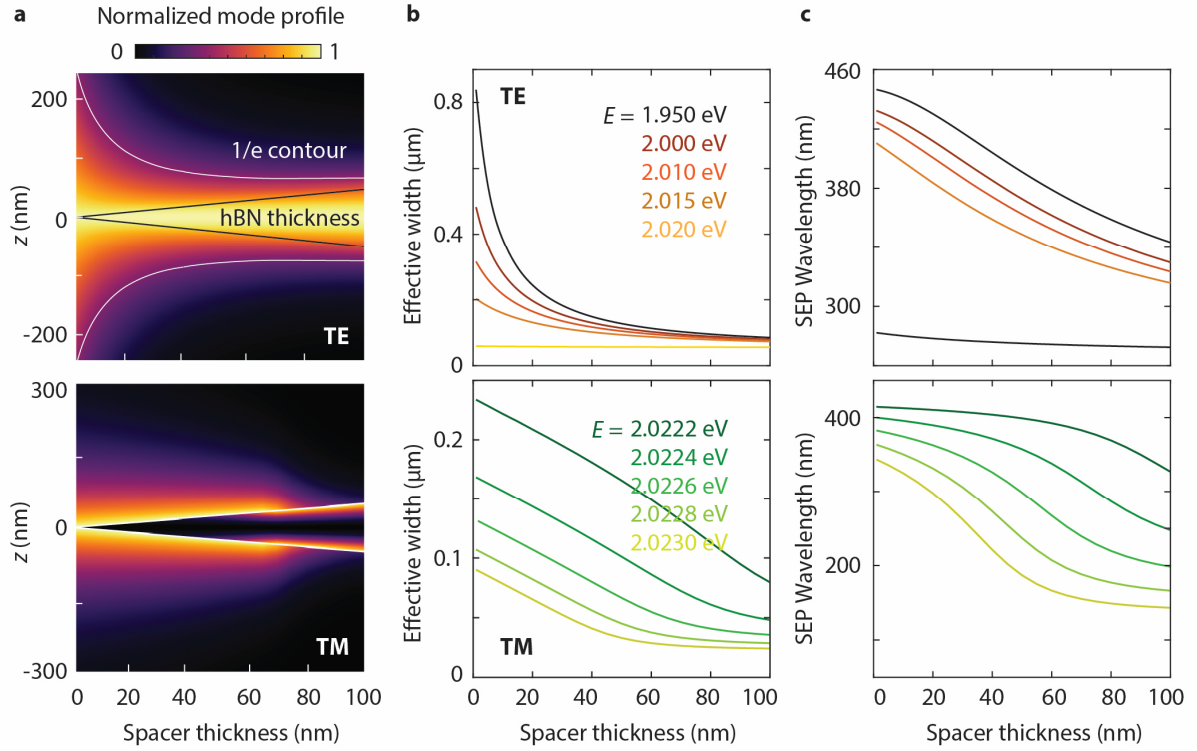 a
Normalized mode profile
0
1
200
0
-200
z (nm)
1/e contour
hBN thickness
TE
300
0
-300
z (nm)
TM
0
20
40
60
80
100
Spacer thickness (nm)
b
0.8
0.4
0
Effective width (µm)
TE
E = 1.950 eV
2.000 eV
2.010 eV
2.015 eV
2.020 eV
0.2
0.1
0
Effective width (µm)
E = 2.0222 eV
2.0224 eV
2.0226 eV
2.0228 eV
2.0230 eV
TM
0
20
40
60
80
100
Spacer thickness (nm)
c
460
380
300
SEP Wavelength (nm)
400
200
SEP Wavelength (nm)
0
20
40
60
80
100
Spacer thickness (nm)